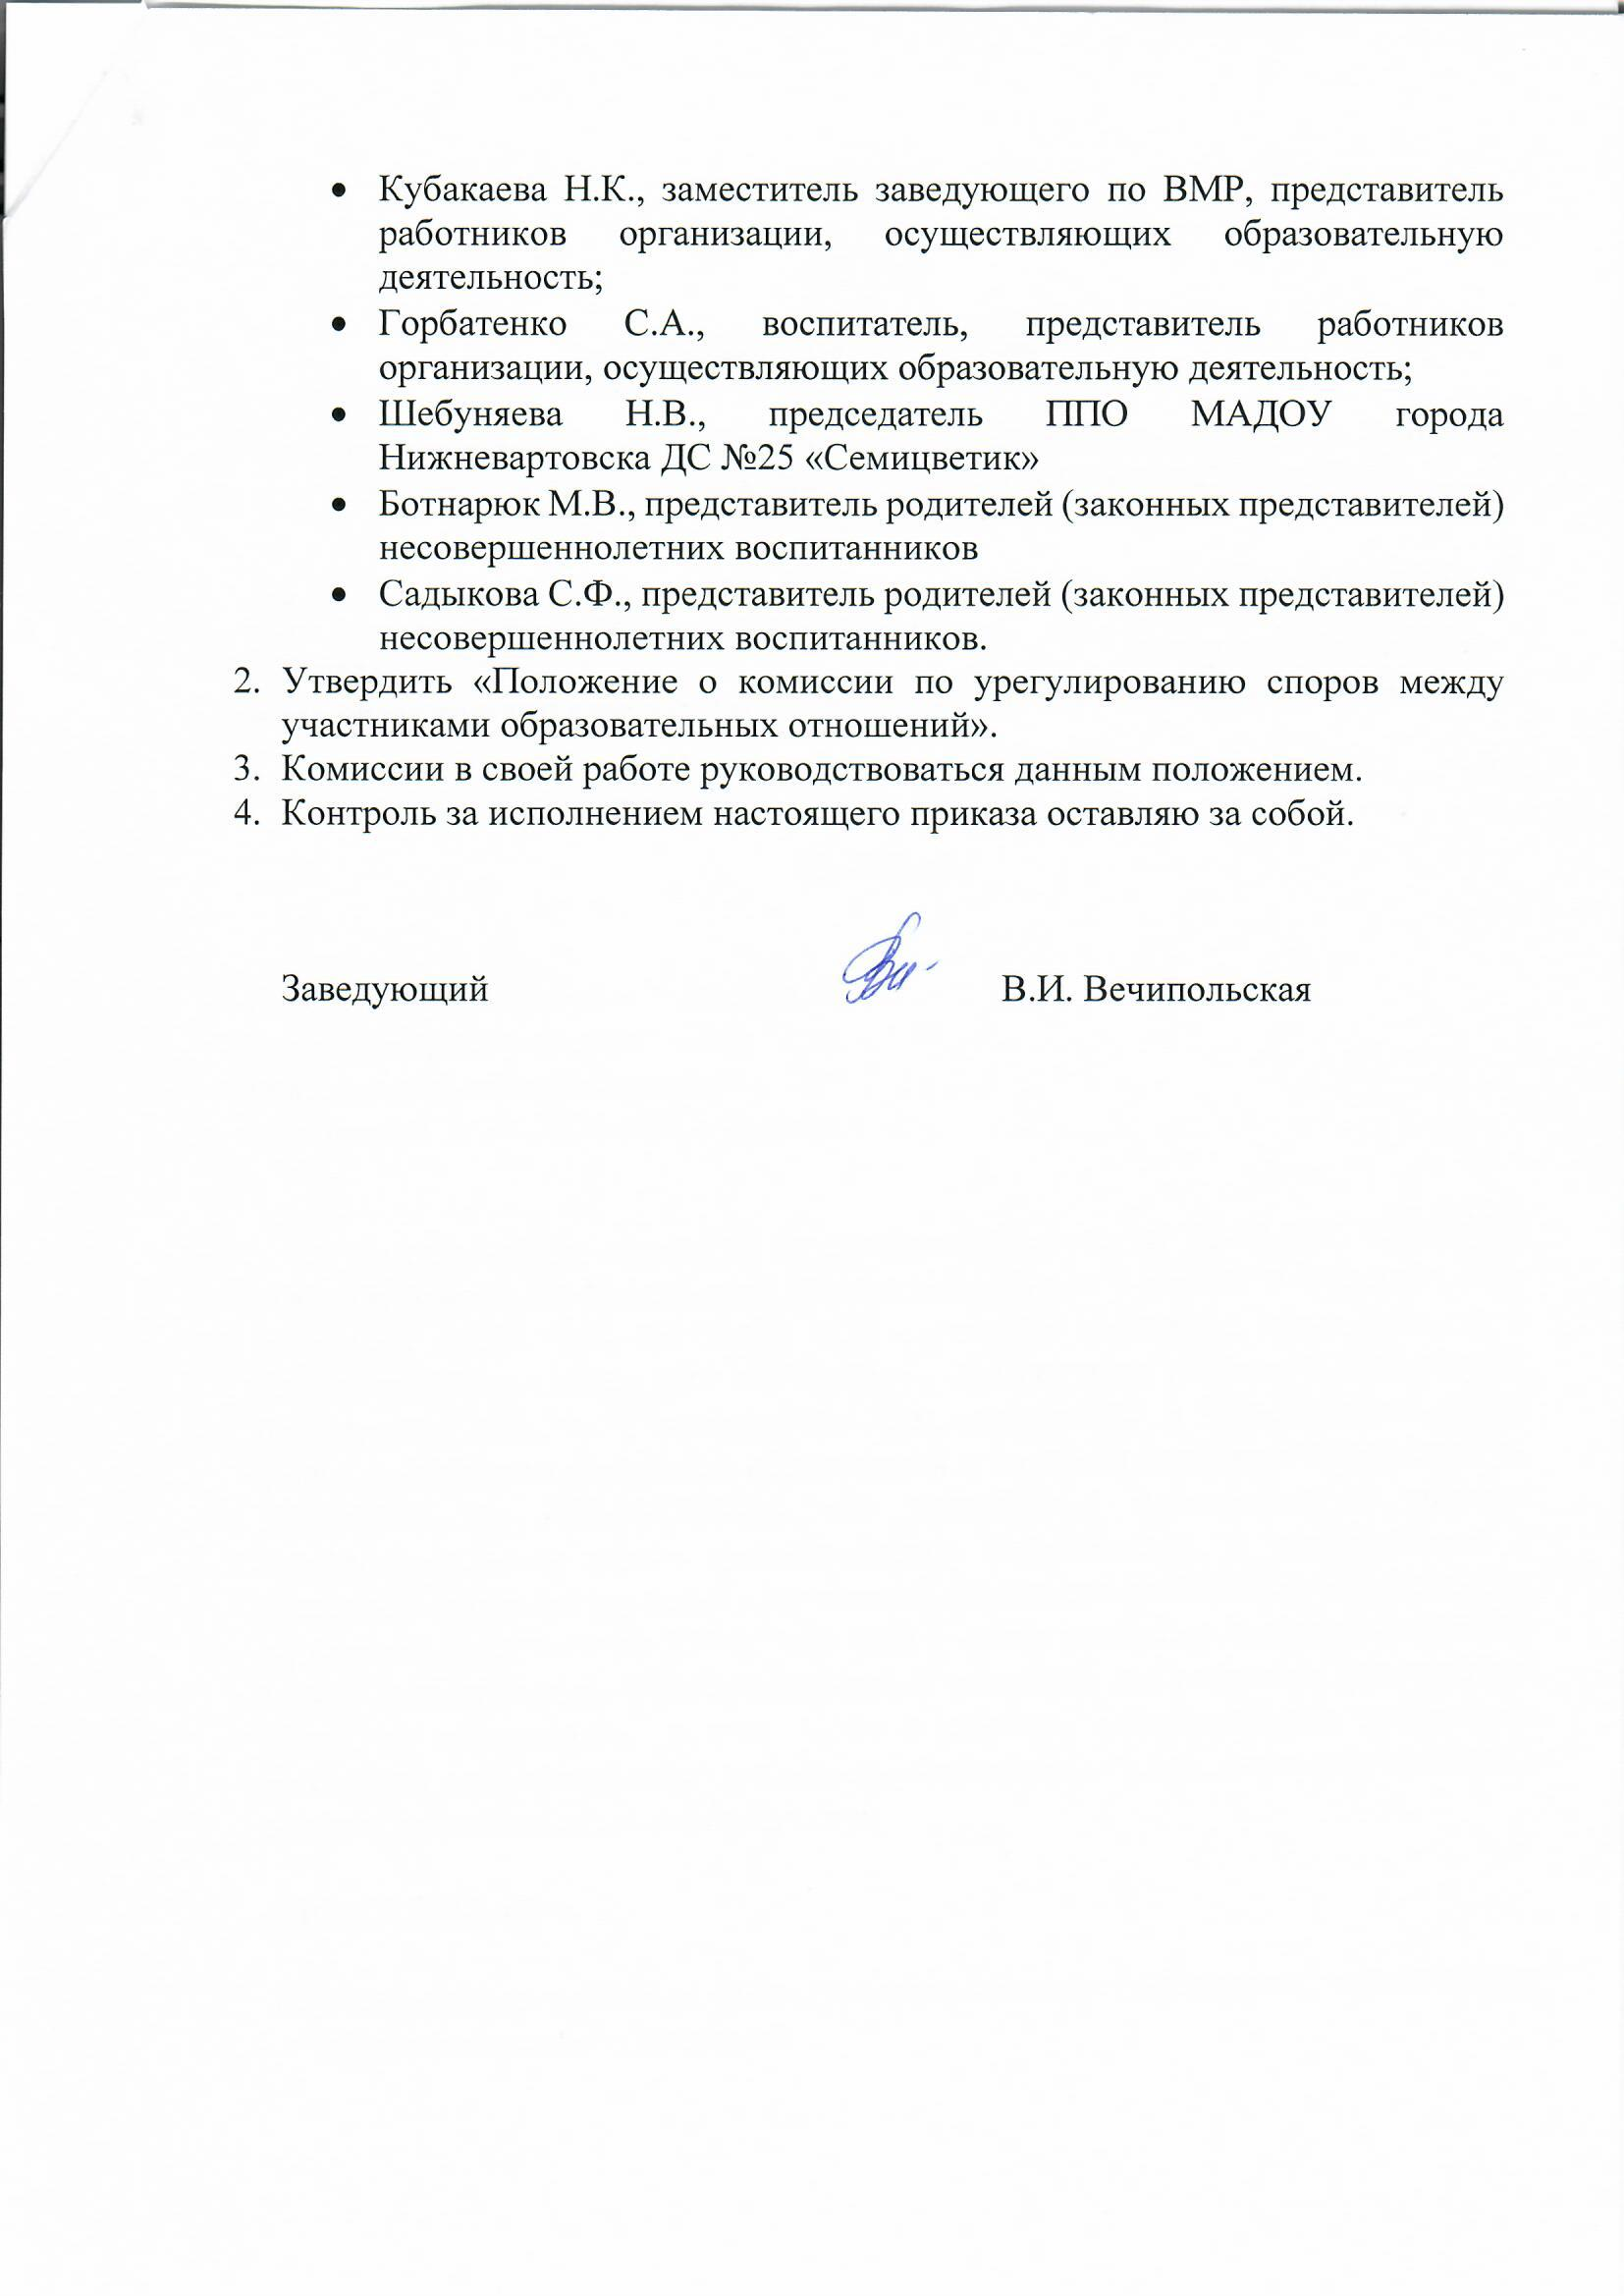 • Кубакаева Н.К., заместитель заведующего по ВМР, представитель
работников организации, осуществляющих образовательную
деятельность;
• Горбатенко С.А., воспитатель, представитель работников
организации, осуществляющих образовательную деятельность;
• Шебуняева Н.В., председатель ППО МАДОУ города
Нижневартовска ДС №25 «Семицветик»
• Ботнарюк М.В., представитель родителей (законных представителей)
несовершеннолетних воспитанников
• Садыкова С.Ф., представитель родителей (законных представителей)
несовершеннолетних воспитанников.
2. Утвердить «Положение о комиссии по урегулированию споров между
участниками образовательных отношений».
3. Комиссии в своей работе руководствоваться данным положением.
4. Контроль за исполнением настоящего приказа оставляю за собой.
Заведующий В.И. Вечипольская